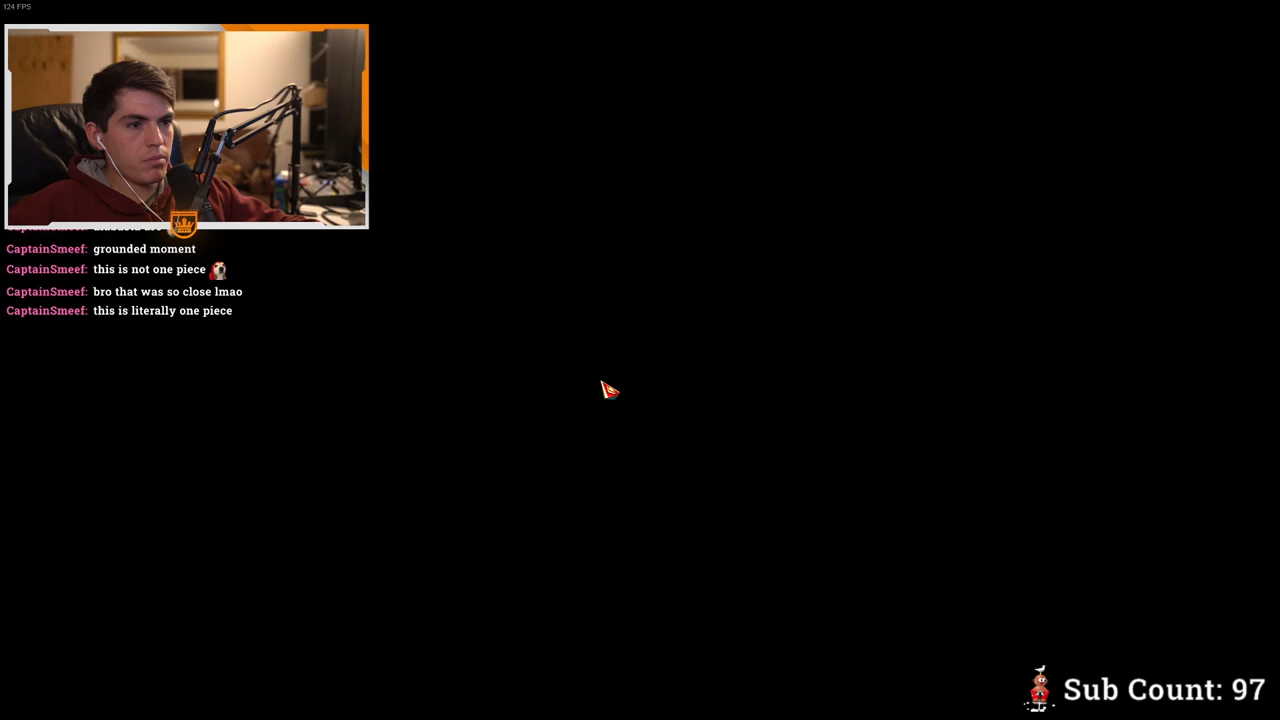 124 FPS
CaptainSmeef:
CaptainSmeef: grounded moment
CaptainSmeef: this is not one piece
CaptainSmeef: bro that was so close lmao
CaptainSmeef: this is literally one piece
Sub Count: 97